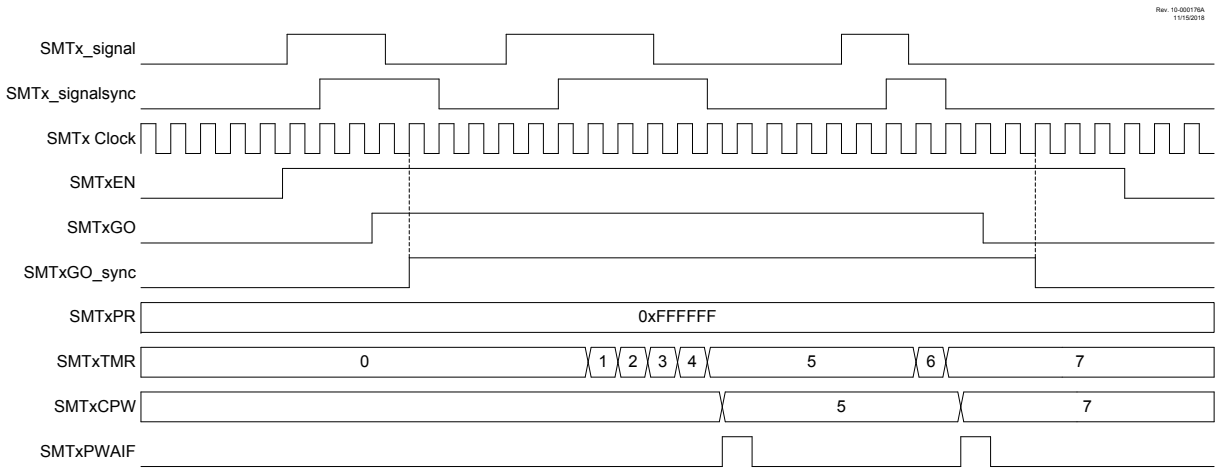 Rev. 10-000176A
11/15/2018
SMTx_signal
SMTx_signalsync
SMTx Clock
SMTxEN
SMTxGO
SMTxGO_sync
SMTxPR 0xFFFFFF
SMTxTMR 0 1 2 3 4 5 6 7
SMTxCPW 5 7
SMTxPWAIF